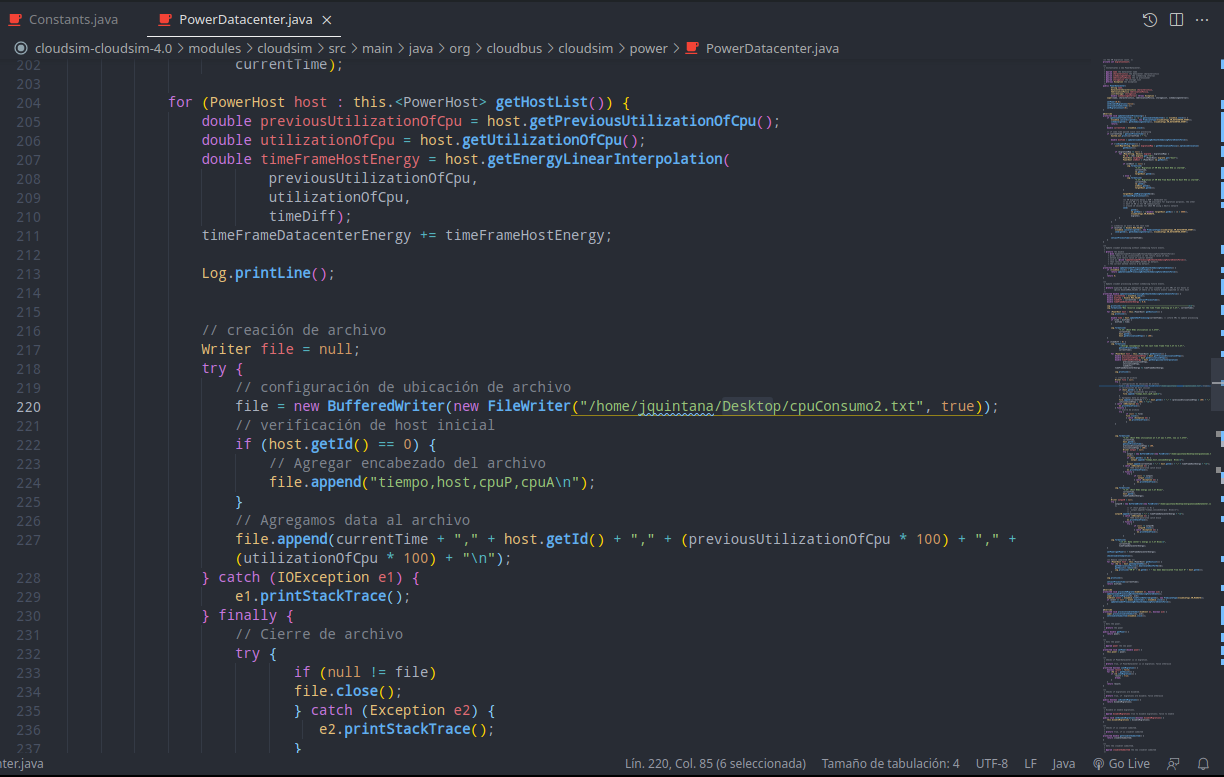 Constants.java
PowerDatacenter.java
cloudsim-cloudsim-4.0 > modules > cloudsim > src > main > java > org > cloudbus > cloudsim > power > PowerDatacenter.java
202 currentTime);
203
204 for (PowerHost host : this.<PowerHost> getHostList()) {
205 double previousUtilizationOfCpu = host.getPreviousUtilizationOfCpu();
206 double utilizationOfCpu = host.getUtilizationOfCpu();
207 double timeFrameHostEnergy = host.getEnergyLinearInterpolation(
208 previousUtilizationOfCpu,
209 utilizationOfCpu,
210 timeDiff);
211 timeFrameDatacenterEnergy += timeFrameHostEnergy;
212
213 Log.printLine();
214
215
216 // creación de archivo
217 Writer file = null;
218 try {
219 // configuración de ubicación de archivo
220 file = new BufferedWriter(new FileWriter("/home/jquintana/Desktop/cpuConsumo2.txt", true));
221 // verificación de host inicial
222 if (host.getId() == 0) {
223 // Agregar encabezado del archivo
224 file.append("tiempo,host,cpuP,cpuA\n");
225 }
226 // Agregamos data al archivo
227 file.append(currentTime + "," + host.getId() + "," + (previousUtilizationOfCpu * 100) + "," +
(utilizationOfCpu * 100) + "\n");
228 } catch (IOException e1) {
229 e1.printStackTrace();
230 } finally {
231 // Cierre de archivo
232 try {
233 if (null != file)
234 file.close();
235 } catch (Exception e2) {
236 e2.printStackTrace();
237 }
ter.java
Lín. 220, Col. 85 (6 seleccionada)
Tamaño de tabulación: 4
UTF-8
LF
Java
Go Live